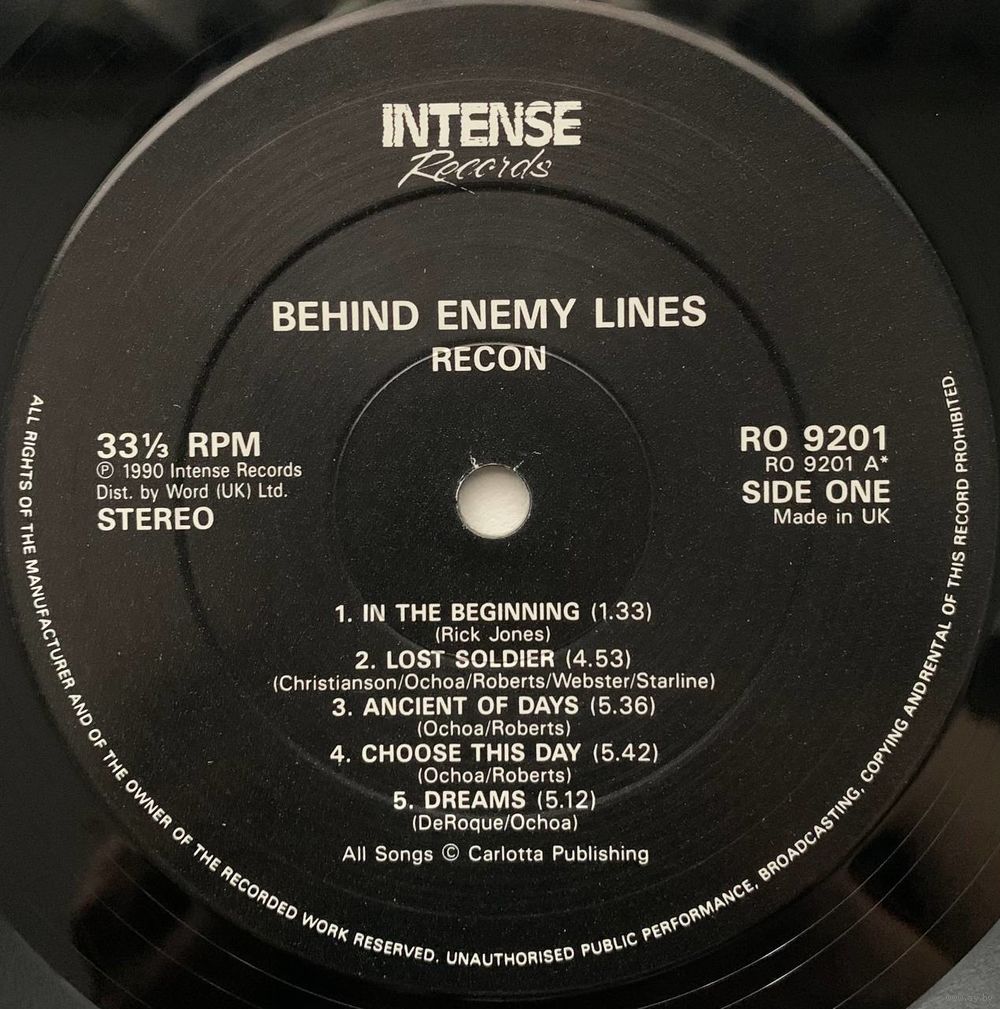 INTENSE
Records
BEHIND ENEMY LINES
RECON
33⅓ RPM
℗ 1990 Intense Records
Dist. by Word (UK) Ltd.
STEREO
RO 9201
RO 9201 A*
SIDE ONE
Made in UK
1. IN THE BEGINNING (1.33)
(Rick Jones)
2. LOST SOLDIER (4.53)
(Christianson/Ochoa/Roberts/Webster/Starline)
3. ANCIENT OF DAYS (5.36)
(Ochoa/Roberts)
4. CHOOSE THIS DAY (5.42)
(Ochoa/Roberts)
5. DREAMS (5.12)
(DeRoque/Ochoa)
All Songs © Carlotta Publishing
ALL RIGHTS OF THE MANUFACTURER AND OF THE OWNER OF THE RECORDED WORK RESERVED. UNAUTHORISED PUBLIC PERFORMANCE, BROADCASTING, COPYING ANDRENTAL OF THIS RECORD PROHIBITED.